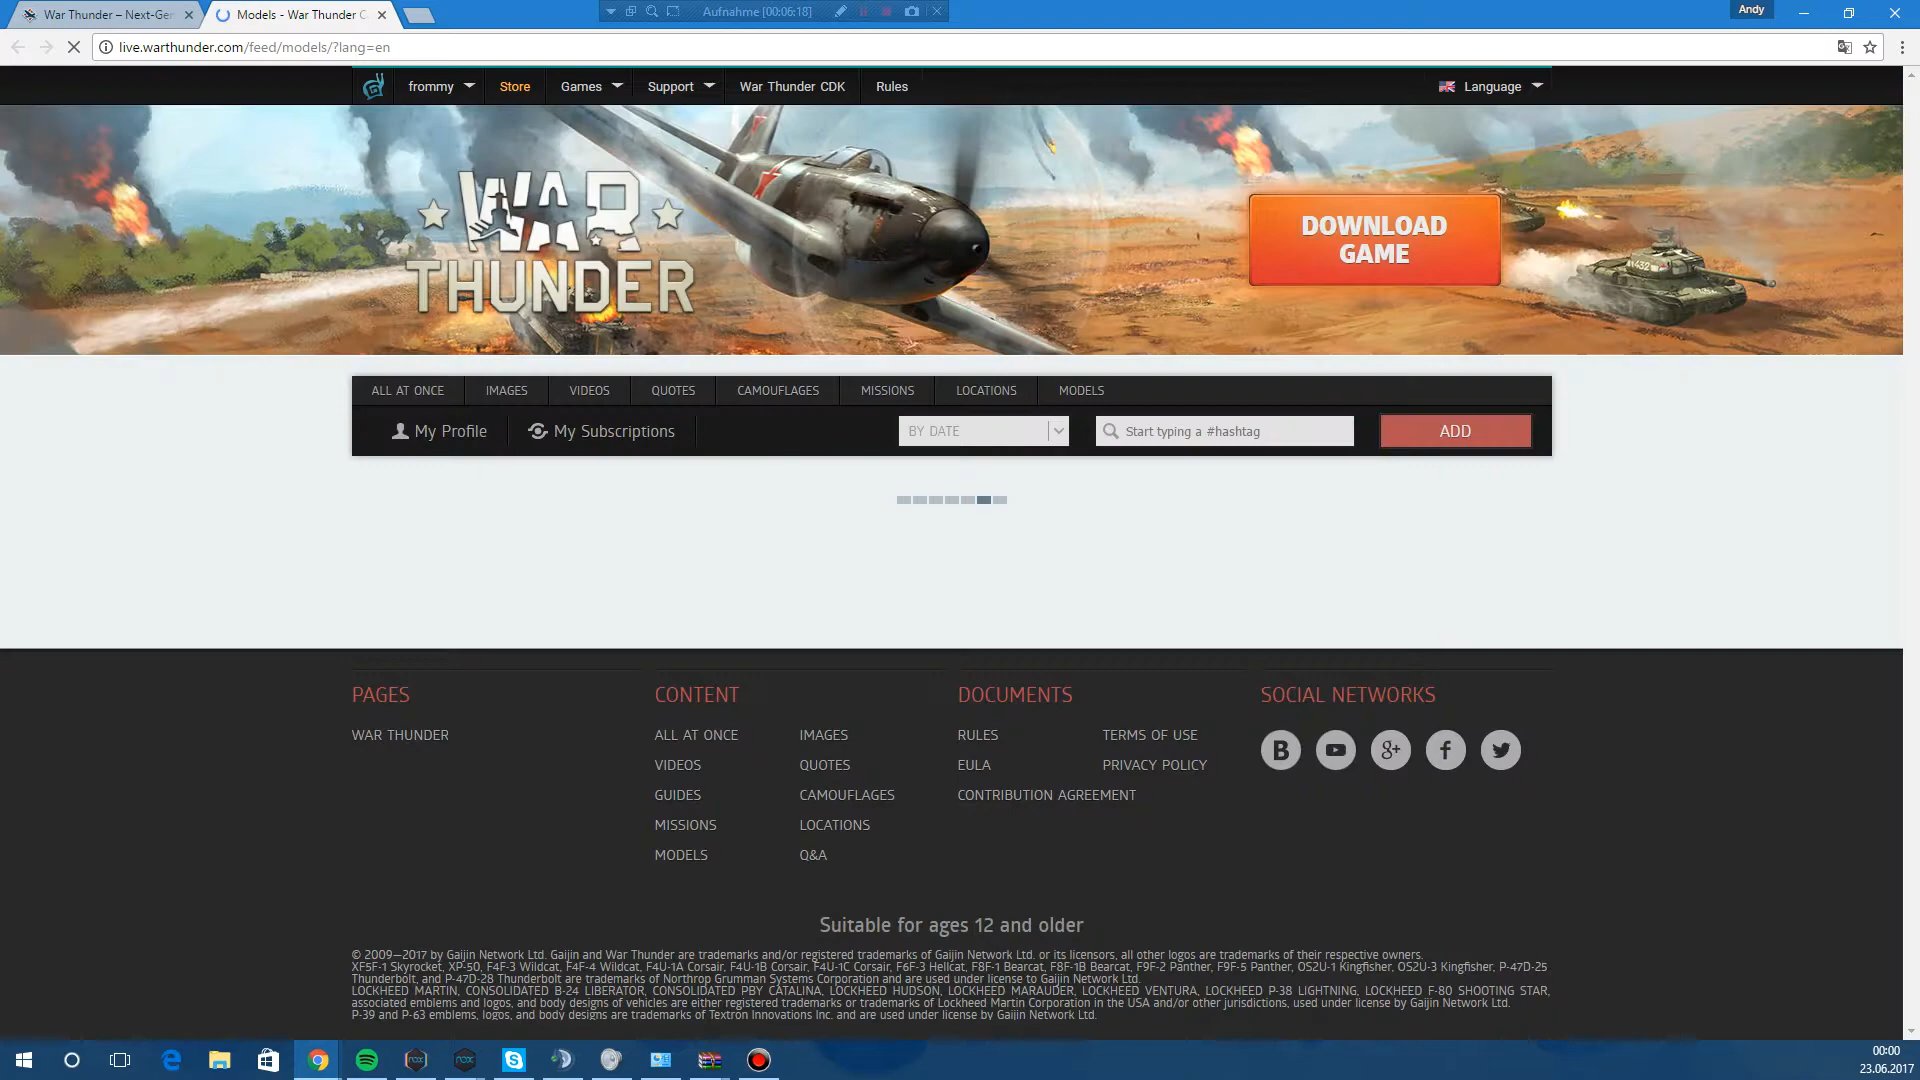 War Thunder – Next-Gen
Models - War Thunder C
Aufnahme [00:06:18]
Andy
live.warthunder.com/feed/models/?lang=en
frommy
Store
Games
Support
War Thunder CDK
Rules
Language
WAR
THUNDER
DOWNLOAD
GAME
ALL AT ONCE
IMAGES
VIDEOS
QUOTES
CAMOUFLAGES
MISSIONS
LOCATIONS
MODELS
My Profile
My Subscriptions
BY DATE
Start typing a #hashtag
ADD
PAGES
WAR THUNDER
CONTENT
ALL AT ONCE
IMAGES
VIDEOS
QUOTES
GUIDES
CAMOUFLAGES
MISSIONS
LOCATIONS
MODELS
Q&A
DOCUMENTS
RULES
TERMS OF USE
EULA
PRIVACY POLICY
CONTRIBUTION AGREEMENT
SOCIAL NETWORKS
Suitable for ages 12 and older
© 2009—2017 by Gaijin Network Ltd. Gaijin and War Thunder are trademarks and/or registered trademarks of Gaijin Network Ltd. or its licensors, all other logos are trademarks of their respective owners.
XF5F-1 Skyrocket, XP-50, F4F-3 Wildcat, F4F-4 Wildcat, F4U-1A Corsair, F4U-1B Corsair, F4U-1C Corsair, F6F-3 Hellcat, F8F-1 Bearcat, F8F-1B Bearcat, F9F-2 Panther, F9F-5 Panther, OS2U-1 Kingfisher, OS2U-3 Kingfisher, P-47D-25
Thunderbolt, and P-47D-28 Thunderbolt are trademarks of Northrop Grumman Systems Corporation and are used under license to Gaijin Network Ltd.
LOCKHEED MARTIN, CONSOLIDATED B-24 LIBERATOR, CONSOLIDATED PBY CATALINA, LOCKHEED HUDSON, LOCKHEED MARAUDER, LOCKHEED VENTURA, LOCKHEED P-38 LIGHTNING, LOCKHEED F-80 SHOOTING STAR,
associated emblems and logos, and body designs of vehicles are either registered trademarks or trademarks of Lockheed Martin Corporation in the USA and/or other jurisdictions, used under license by Gaijin Network Ltd.
P-39 and P-63 emblems, logos, and body designs are trademarks of Textron Innovations Inc. and are used under license by Gaijin Network Ltd.
00:00
23.06.2017